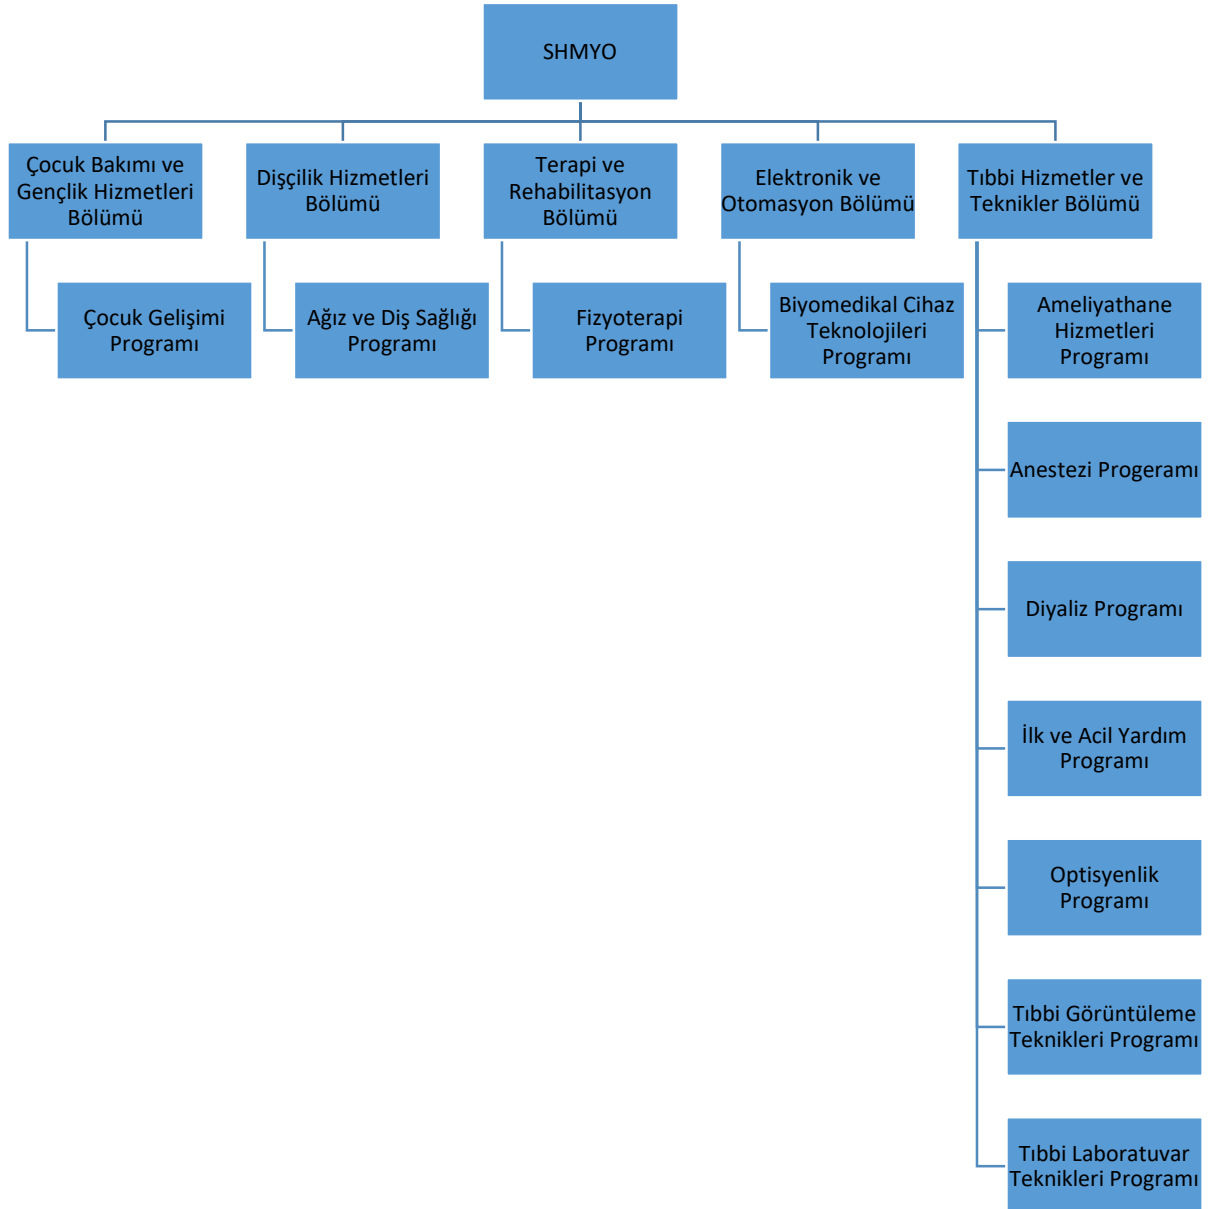 SHMYO
Çocuk Bakımı ve
Gençlik Hizmetleri
Bölümü
Dişçilik Hizmetleri
Bölümü
Terapi ve
Rehabilitasyon
Bölümü
Elektronik ve
Otomasyon Bölümü
Tıbbi Hizmetler ve
Teknikler Bölümü
Çocuk Gelişimi
Programı
Ağız ve Diş Sağlığı
Programı
Fizyoterapi
Programı
Biyomedikal Cihaz
Teknolojileri
Programı
Ameliyathane
Hizmetleri
Programı
Anestezi Progeramı
Diyaliz Programı
İlk ve Acil Yardım
Programı
Optisyenlik
Programı
Tıbbi Görüntüleme
Teknikleri Programı
Tıbbi Laboratuvar
Teknikleri Programı